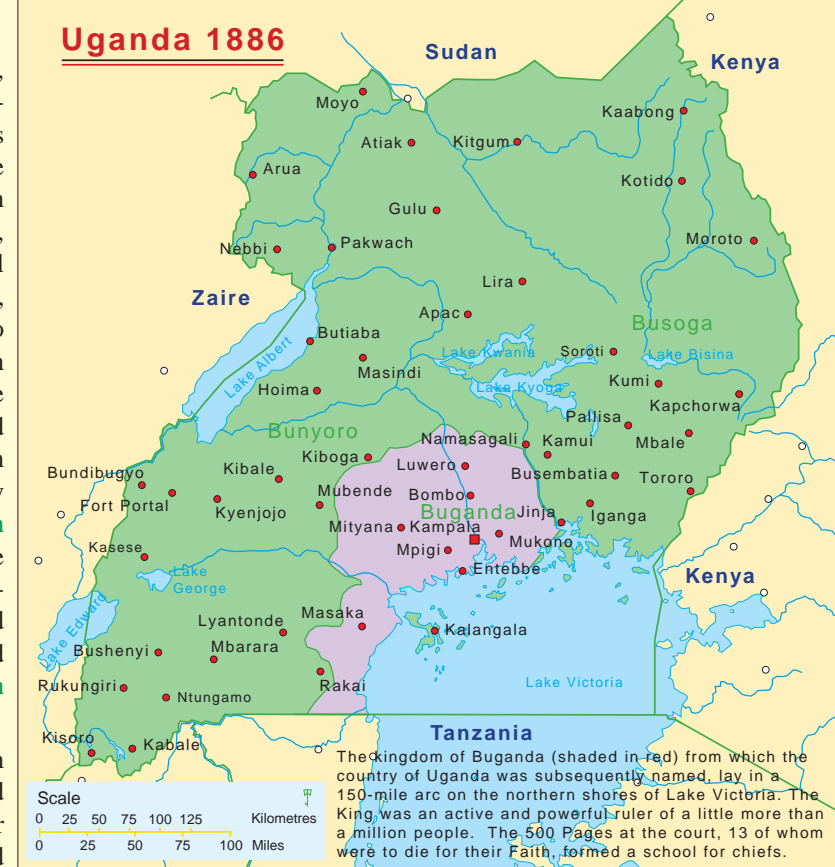 Uganda 1886
Sudan
Kenya
Moyo
Kaabong
Atiak
Kitgum
Arua
Kotido
Gulu
Nebbi
Pakwach
Moroto
Lira
Zaire
Apac
Busoga
Butiaba
Lake Albert
Lake Kwania
Soroti
Lake Bisina
Masindi
Hoima
Lake Kyoga
Kumi
Kapchorwa
Pallisa
Bunyoro
Namasagali
Kamui
Mbale
Kiboga
Luwero
Bundibugyo
Kibale
Busembatia
Tororo
Fort Portal
Kyenjojo
Mubende
Bombo
Buganda
Jinja
Iganga
Mityana
Kampala
Mukono
Kasese
Mpigi
Entebbe
Lake
George
Kenya
Lake Edward
Lyantonde
Masaka
Kalangala
Bushenyi
Mbarara
Rukungiri
Ntungamo
Rakai
Lake Victoria
Kisoro
Kabale
Tanzania
The kingdom of Buganda (shaded in red) from which the
country of Uganda was subsequently named, lay in a
150-mile arc on the northern shores of Lake Victoria. The
King was an active and powerful ruler of a little more than
a million people. The 500 Pages at the court, 13 of whom
were to die for their Faith, formed a school for chiefs.
Scale
0 25 50 75 100 125 Kilometres
0 25 50 75 100 Miles